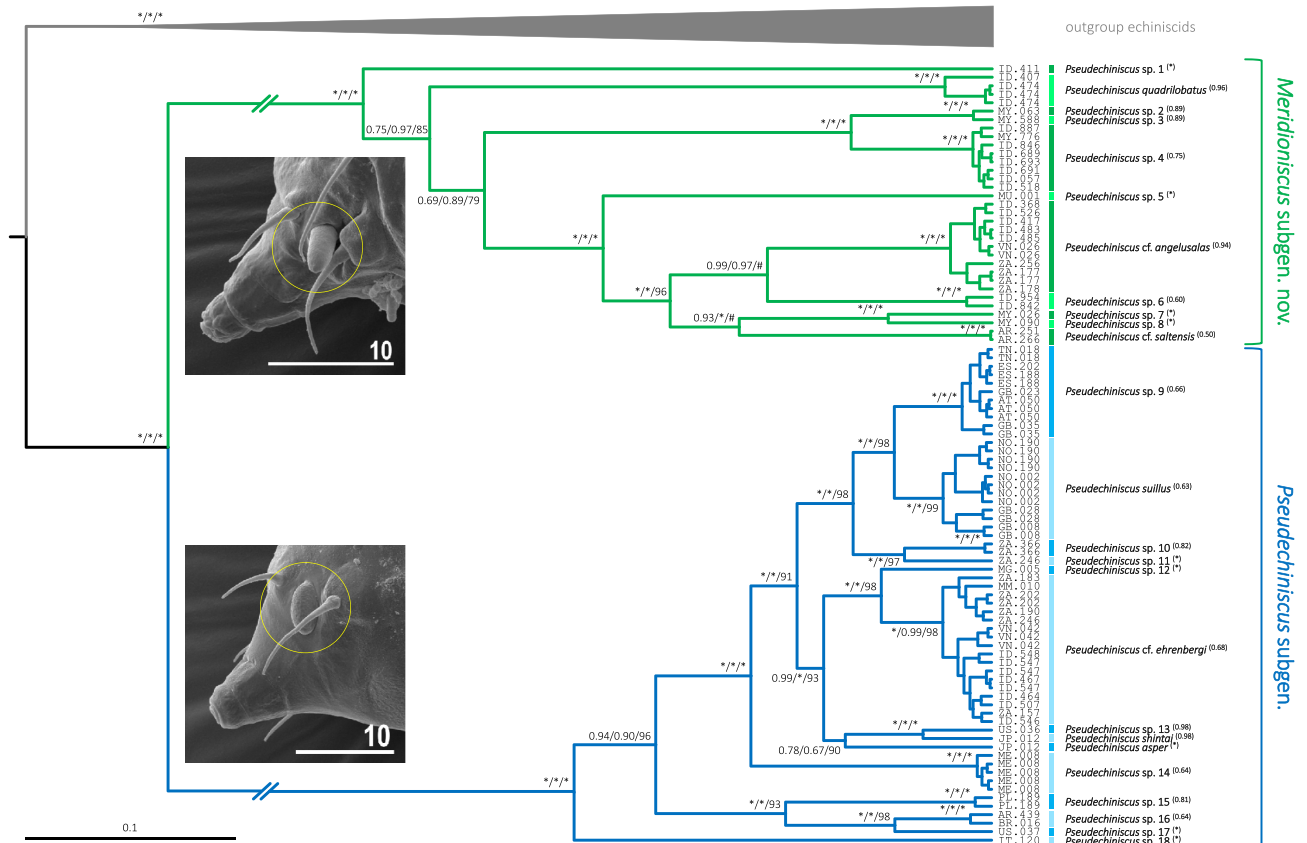 */*/*
outgroup echiniscids
ID.411
Pseudechiniscus sp. 1 (*)
*/*/*
ID.407
ID.474
Pseudechiniscus quadrilobatus (0.96)
ID.474
ID.474
*/*/*
*/*/*
MY.063
Pseudechiniscus sp. 2 (0.89)
MY.588
Pseudechiniscus sp. 3 (0.89)
0.75/0.97/85
*/*/*
ID.887
MY.776
*/*/*
ID.846
ID.689
Pseudechiniscus sp. 4 (0.75)
ID.693
ID.691
ID.057
ID.518
0.69/0.89/79
MU.001
Pseudechiniscus sp. 5 (*)
ID.368
ID.526
ID.417
ID.483
ID.485
*/*/*
*/*/*
VN.026
Pseudechiniscus cf. angelusalas (0.94)
VN.026
0.99/0.97/#
ZA.256
ZA.177
ZA.177
ZA.178
*/*/96
*/*/*
ID.954
Pseudechiniscus sp. 6 (0.60)
ID.842
*/*/*
MY.026
Pseudechiniscus sp. 7 (*)
0.93/*/#
MY.090
Pseudechiniscus sp. 8 (*)
*/*/*
AR.251
Pseudechiniscus cf. saltensis (0.50)
AR.266
Meridioniscus subgen. nov.
10
TN.018
TN.018
ES.202
ES.188
ES.188
GB.023
Pseudechiniscus sp. 9 (0.66)
*/*/*
AT.050
AT.050
AT.050
GB.035
GB.035
*/*/*
*/*/98
NO.190
NO.190
NO.190
NO.190
NO.002
NO.002
Pseudechiniscus suillus (0.63)
NO.002
NO.002
*/*/98
*/*/99
GB.028
GB.028
GB.008
GB.008
*/*/*
ZA.366
Pseudechiniscus sp. 10 (0.82)
ZA.366
*/*/97
ZA.246
Pseudechiniscus sp. 11 (*)
MG.005
Pseudechiniscus sp. 12 (*)
*/*/91
*/*/98
ZA.183
MM.010
ZA.202
ZA.202
ZA.190
ZA.246
*/0.99/98
VN.042
VN.042
VN.042
Pseudechiniscus cf. ehrenbergi (0.68)
ID.548
ID.547
*/*/*
0.99/*/93
ID.547
ID.467
ID.547
ID.464
ID.507
ZA.157
ID.546
*/*/*
US.036
Pseudechiniscus sp. 13 (0.98)
JP.012
Pseudechiniscus shintai (0.98)
0.94/0.90/96
0.78/0.67/90
JP.012
Pseudechiniscus asper (*)
*/*/*
ME.008
ME.008
ME.008
Pseudechiniscus sp. 14 (0.64)
ME.008
ME.008
*/*/*
*/*/*
PL.189
Pseudechiniscus sp. 15 (0.81)
PL.189
*/*/93
*/*/*
AR.439
Pseudechiniscus sp. 16 (0.64)
*/*/98
BR.016
US.037
Pseudechiniscus sp. 17 (*)
IT.120
Pseudechiniscus sp. 18 (*)
Pseudechiniscus subgen.
10
0.1